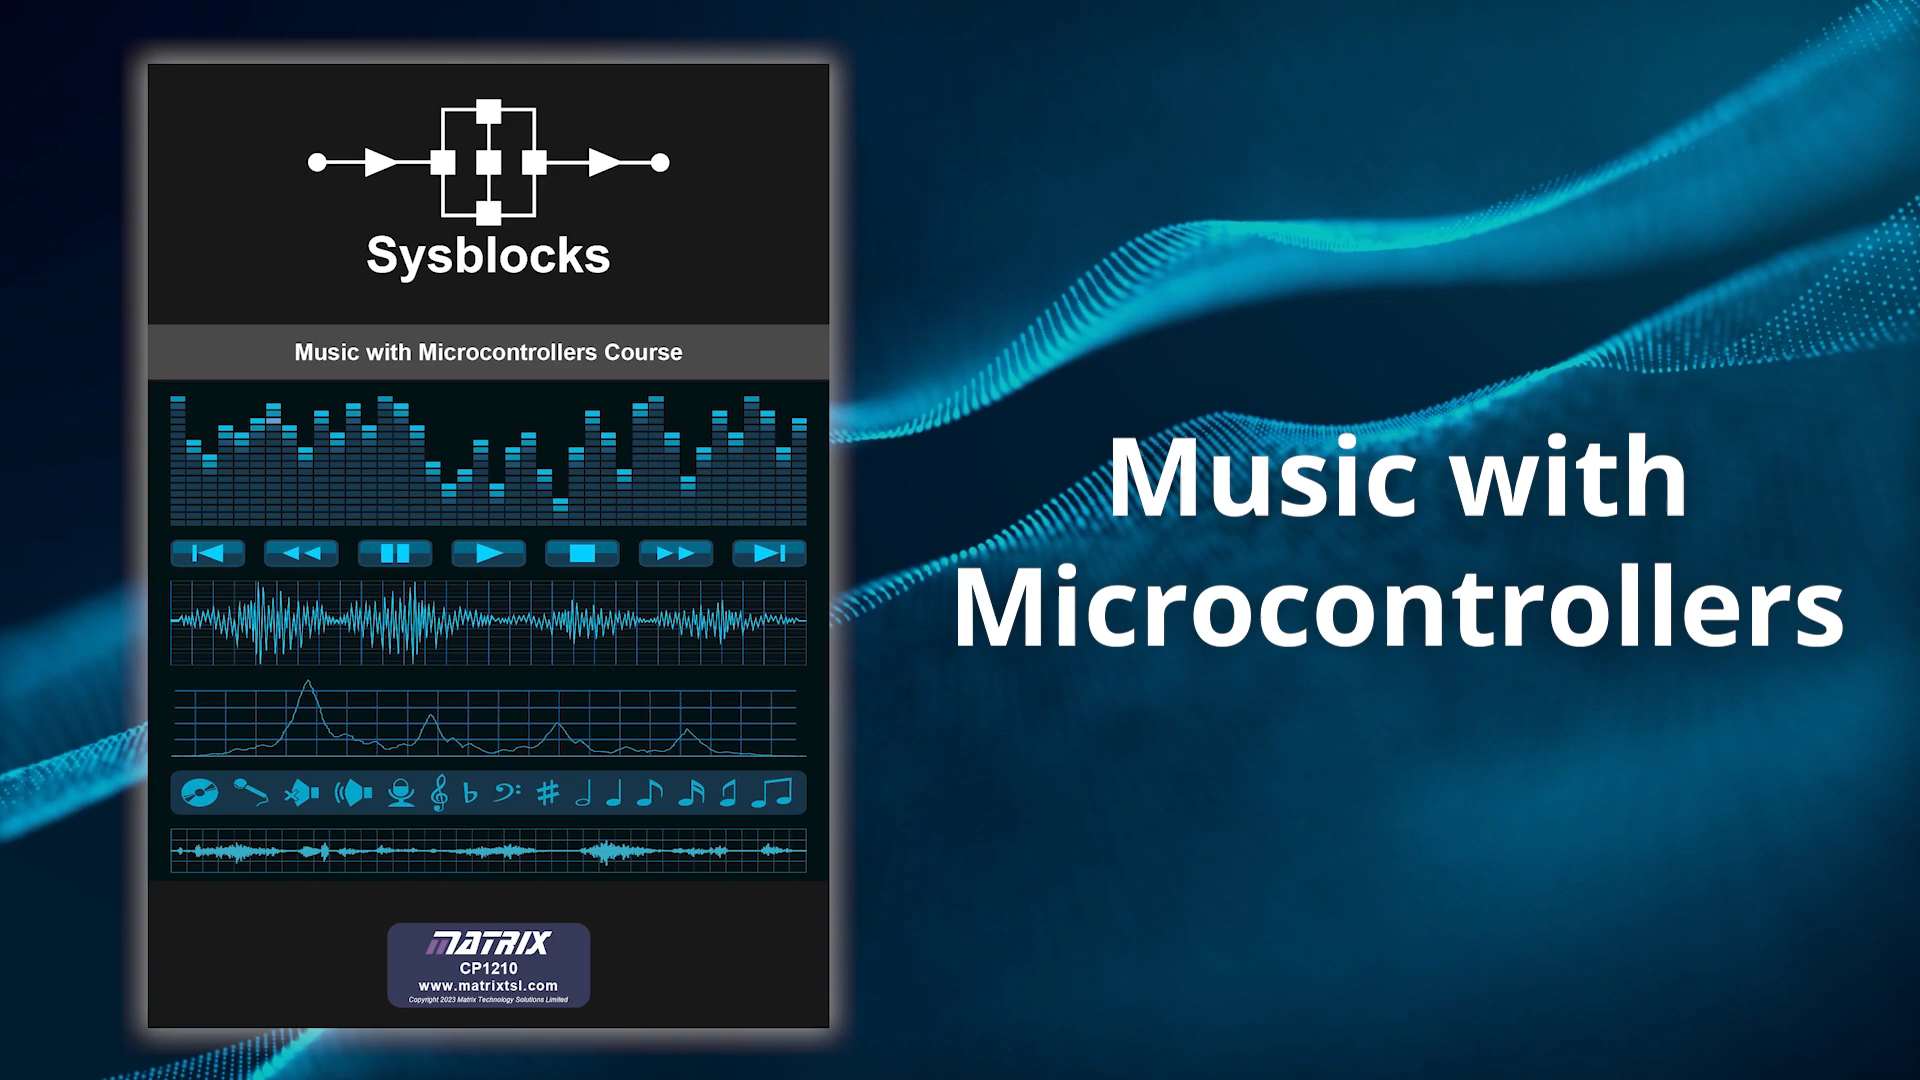 Sysblocks
Music with Microcontrollers Course
MATRIX
CP1210
www.matrixtsl.com
Copyright 2023 Matrix Technology Solutions Limited
Music with
Microcontrollers